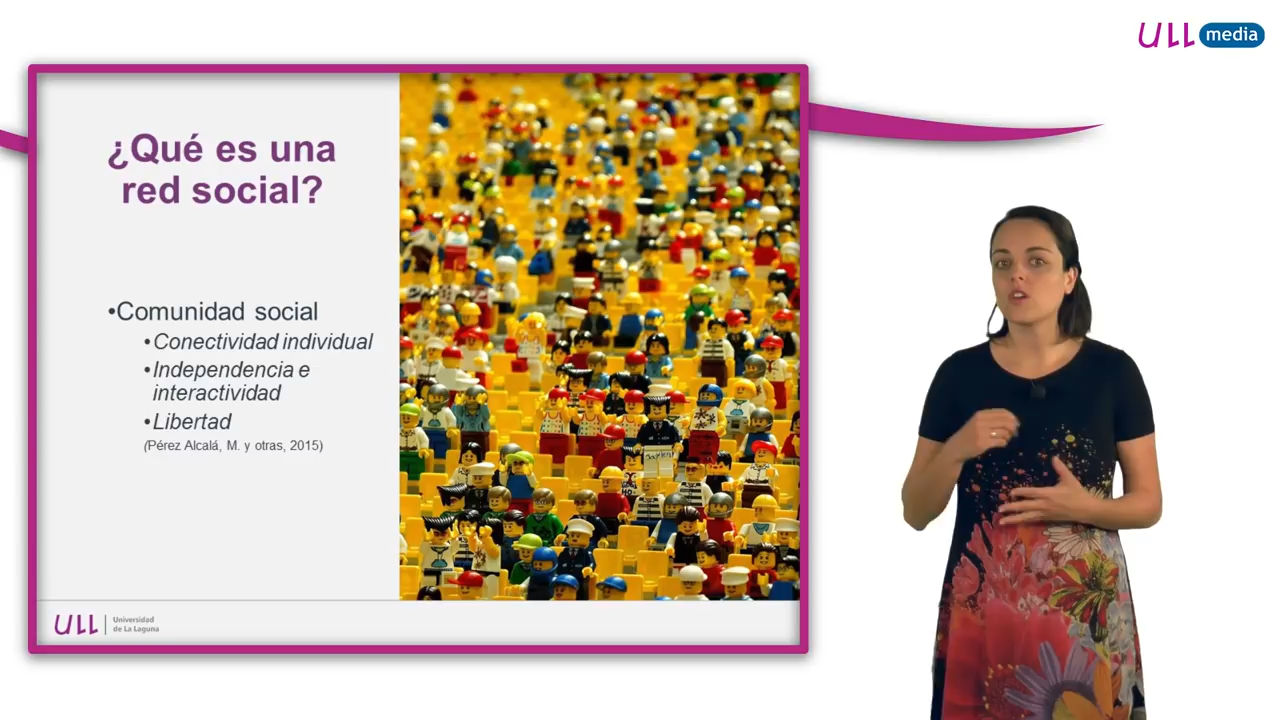 ULL media
¿Qué es una
red social?
•Comunidad social
•Conectividad individual
•Independencia e
interactividad
•Libertad
(Pérez Alcalá, M. y otras, 2015)
ULL
Universidad
de La Laguna